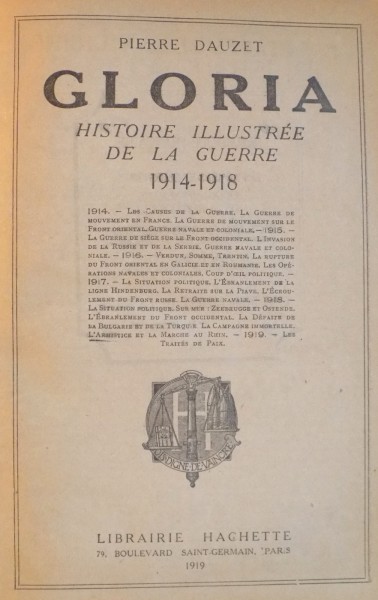 PIERRE DAUZET
GLORIA
HISTOIRE ILLUSTRÉE
DE LA GUERRE
1914-1918
1914. — Les Causes de la Guerre. La Guerre de
mouvement en France. La Guerre de mouvement sur le
Front oriental. Guerre navale et coloniale. — 1915. —
La Guerre de siège sur le Front occidental. L'Invasion
de la Russie et de la Serbie. Guerre navale et colo-
niale. — 1916. — Verdun, Somme, Trentin. La rupture
du Front oriental en Galicie et en Roumanie. Les Opé-
rations navales et coloniales. Coup d'œil politique. —
1917. — La Situation politique. L'Ébranlement de la
ligne Hindenburg. La Retraite sur la Piave. L'Écrou-
lement du Front russe. La Guerre navale. — 1918. —
La Situation politique. Sur mer : Zeebrugge et Ostende.
L'Ébranlement du Front occidental. La Défaite de
la Bulgarie et de la Turquie. La Campagne immortelle.
L'Armistice et la Marche au Rhin. — 1919. — Les
Traités de Paix.
LIBRAIRIE HACHETTE
79, BOULEVARD SAINT-GERMAIN, PARIS
1919